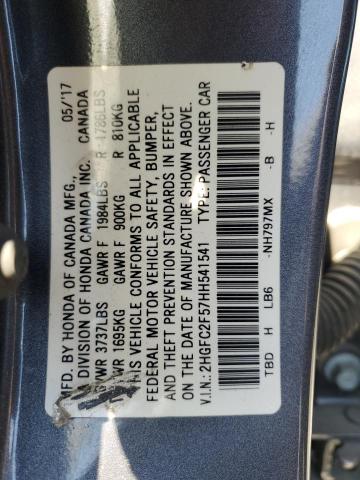 MFD. BY HONDA OF CANADA MFG., 05/'17
A DIVISION OF HONDA CANADA INC. CANADA
GVWR 3737LBS GAWR F 1984LBS R 1786LBS
GVWR 1695KG GAWR F 900KG R 810KG
THIS VEHICLE CONFORMS TO ALL APPLICABLE
FEDERAL MOTOR VEHICLE SAFETY, BUMPER,
AND THEFT PREVENTION STANDARDS IN EFFECT
ON THE DATE OF MANUFACTURE SHOWN ABOVE.
V.I.N.: 2HGFC2F57HH541541 TYPE: PASSENGER CAR
TBD H LB6 -NH797MX -B -H